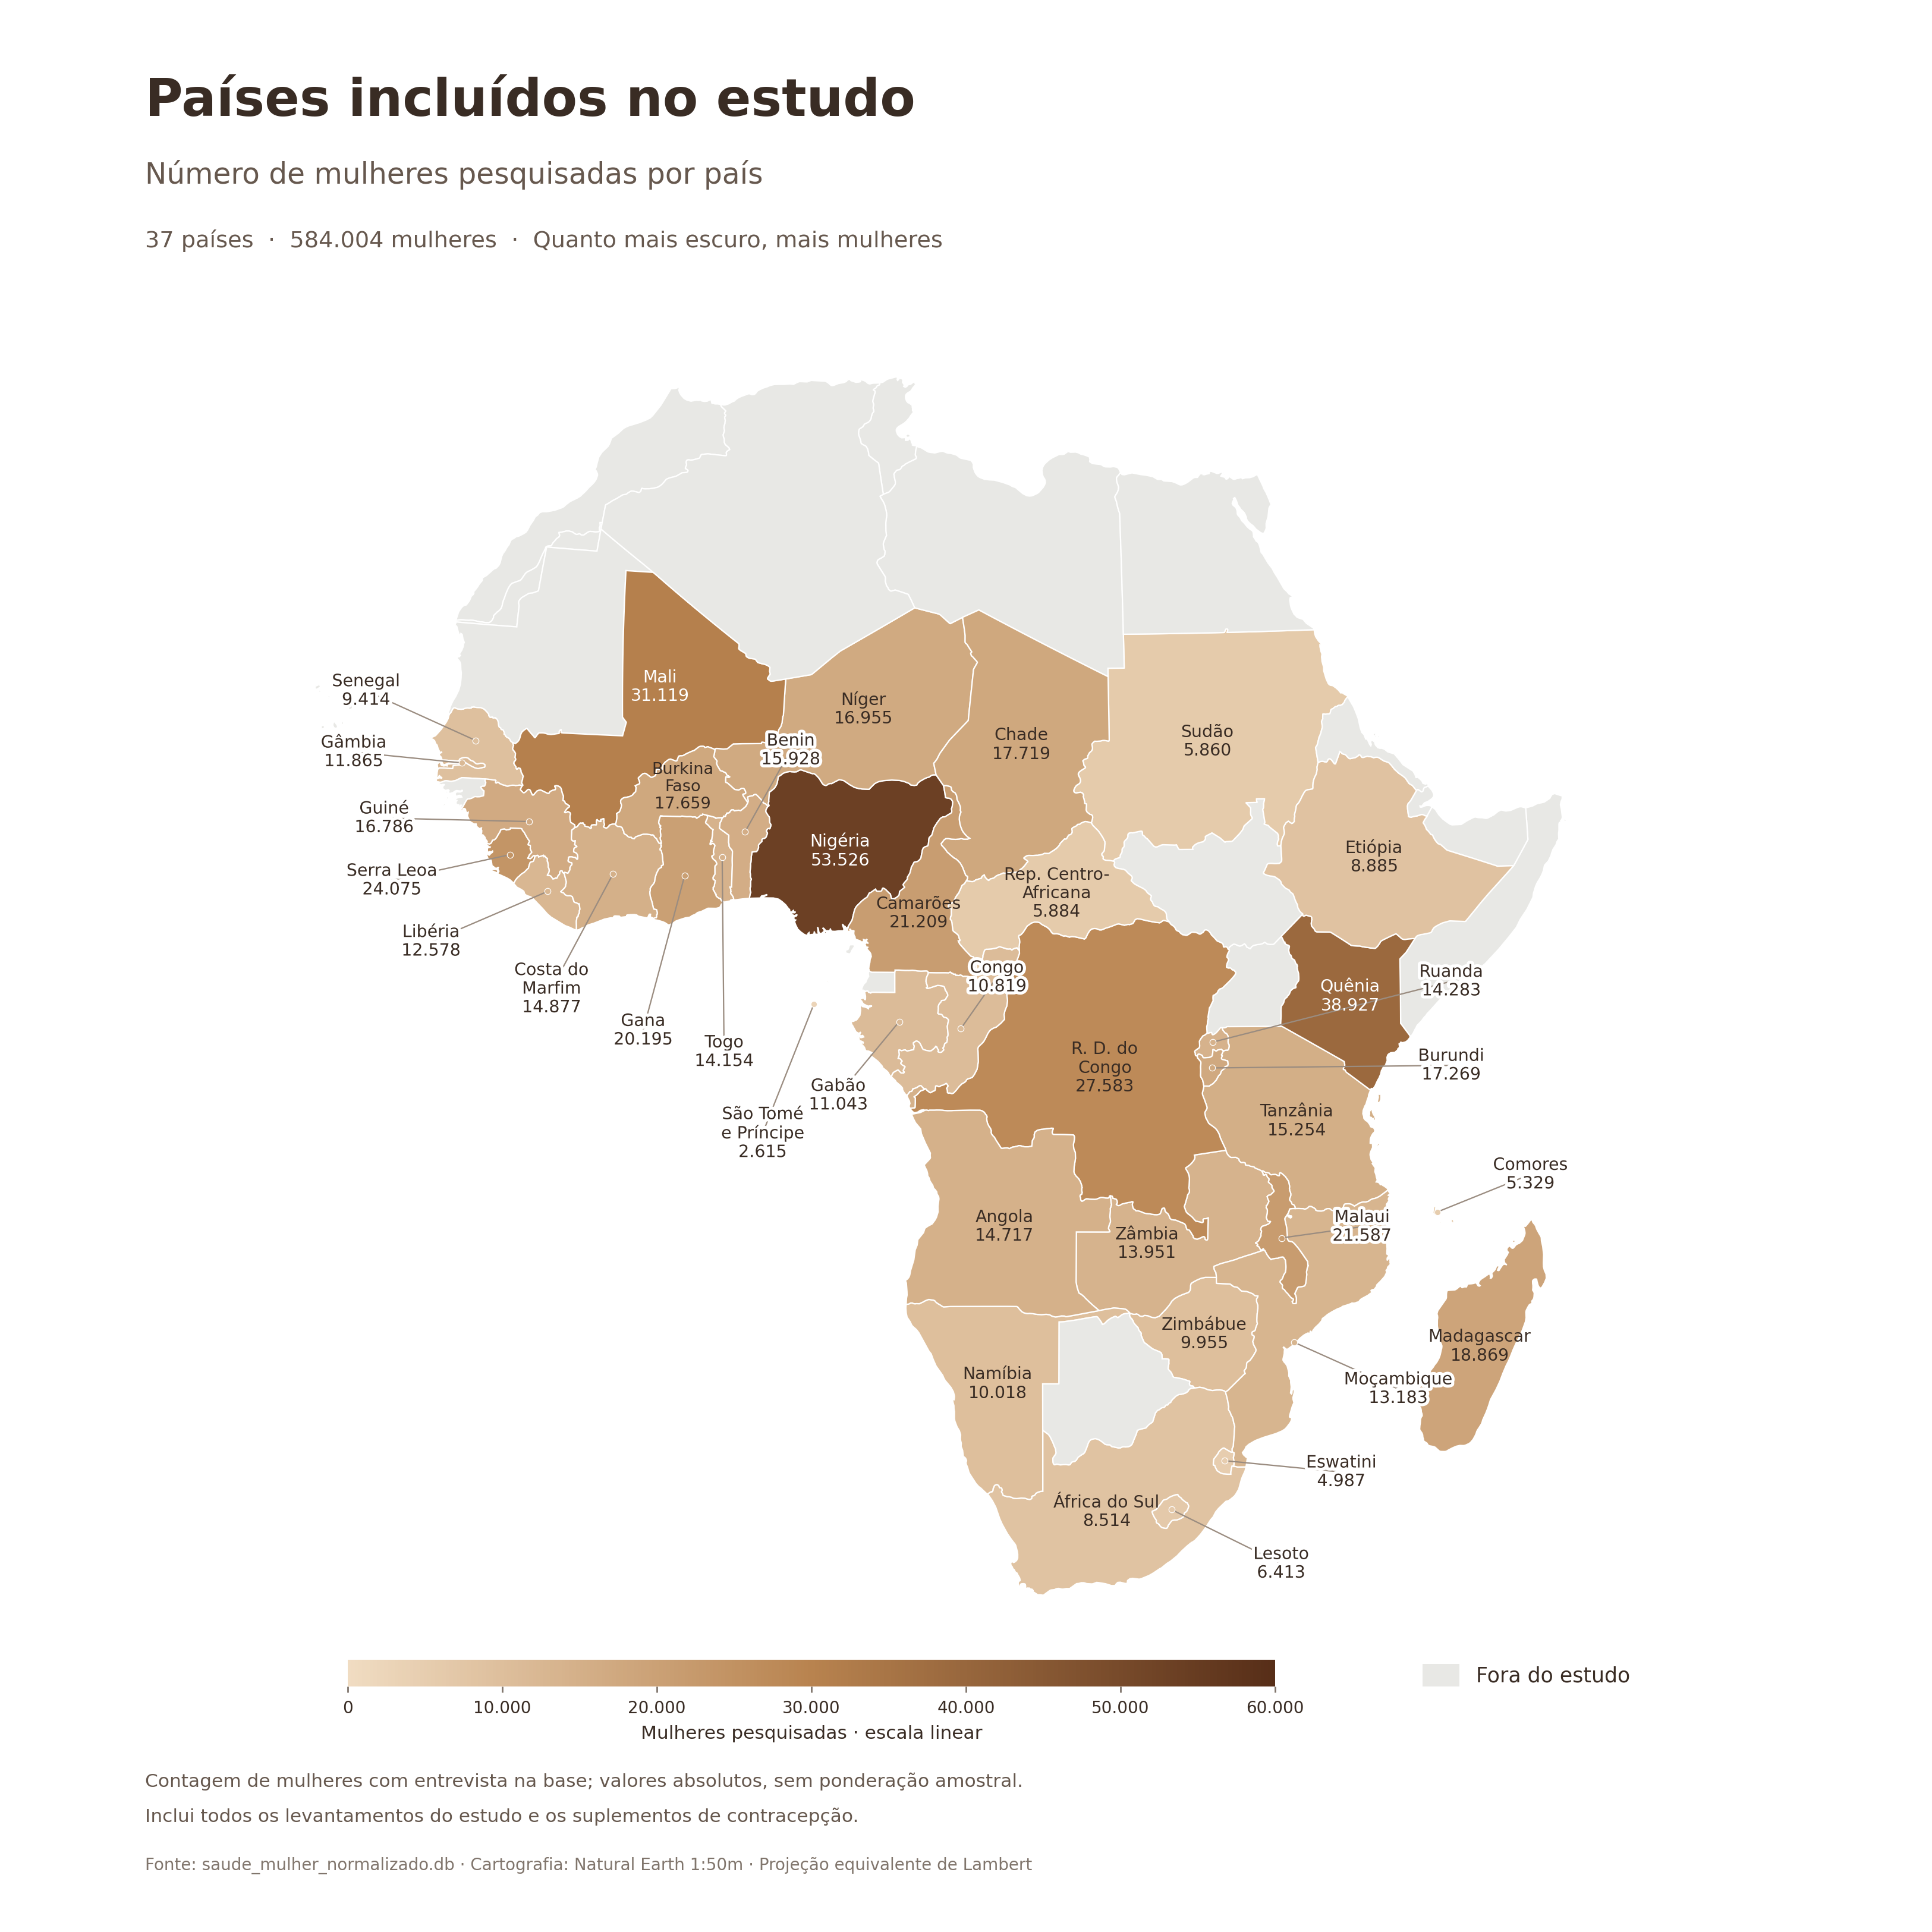 Países incluídos no estudo
Número de mulheres pesquisadas por país
37 países · 584.004 mulheres · Quanto mais escuro, mais mulheres
Senegal
9.414
Mali
31.119
Níger
16.955
Benin
15.928
Chade
17.719
Sudão
5.860
Gâmbia
11.865
Burkina
Faso
17.659
Guiné
16.786
Nigéria
53.526
Etiópia
8.885
Serra Leoa
24.075
Rep. Centro-
Africana
5.884
Camarões
21.209
Libéria
12.578
Costa do
Marfim
14.877
Congo
10.819
Quênia
38.927
Ruanda
14.283
Gana
20.195
Togo
14.154
R. D. do
Congo
27.583
Burundi
17.269
Gabão
11.043
São Tomé
e Príncipe
2.615
Tanzânia
15.254
Comores
5.329
Angola
14.717
Zâmbia
13.951
Malaui
21.587
Zimbábue
9.955
Madagascar
18.869
Namíbia
10.018
Moçambique
13.183
Eswatini
4.987
África do Sul
8.514
Lesoto
6.413
0 10.000 20.000 30.000 40.000 50.000 60.000
Mulheres pesquisadas · escala linear
Fora do estudo
Contagem de mulheres com entrevista na base; valores absolutos, sem ponderação amostral.
Inclui todos os levantamentos do estudo e os suplementos de contracepção.
Fonte: saude_mulher_normalizado.db · Cartografia: Natural Earth 1:50m · Projeção equivalente de Lambert